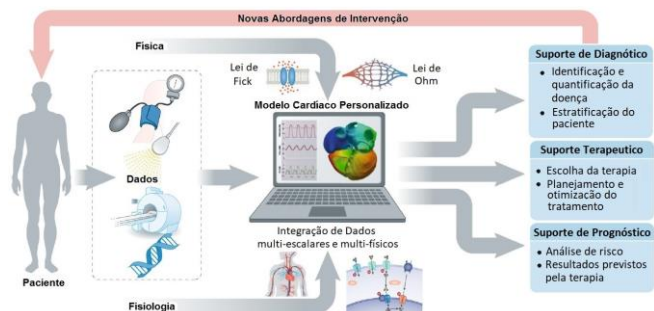 Novas Abordagens de Intervenção
Física
Lei de
Fick
Lei de
Ohm
Modelo Cardíaco Personalizado
Dados
Paciente
Integração de Dados
multi-escalares e multi-físicos
Fisiologia
Suporte de Diagnótico
• Identificação e
quantificação da
doença
• Estratificação do
paciente
Suporte Terapeutico
• Escolha da terapia
• Planejamento e
otimização do
tratamento
Suporte de Prognóstico
• Análise de risco
• Resultados previstos
pela terapia